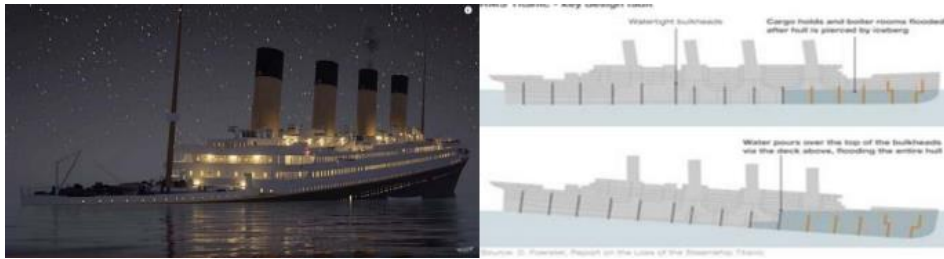 RMS Titanic - key design fault
Watertight bulkheads
Cargo holds and boiler rooms flooded
after hull is pierced by iceberg
Water pours over the top of the bulkheads
via the deck above, flooding the entire hull
Source: D. Report on the Loss of the Steamship Titanic